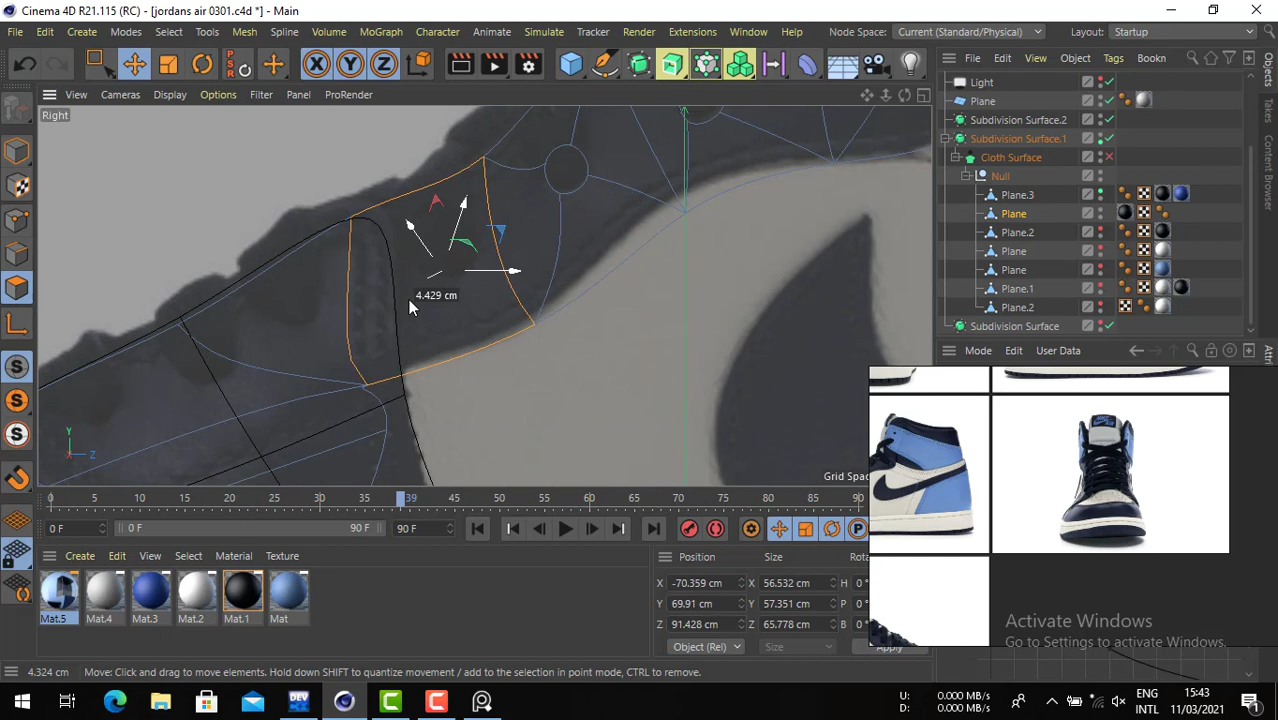 Cinema 4D R21.115 (RC) - [jordans air 0301.c4d *] - Main
File Edit Create Modes Select Tools Mesh Spline Volume MoGraph Character Animate Simulate Tracker Render Extensions Window Help Node Space: Current (Standard/Physical) Layout: Startup
File Edit View Object Tags Bookn
View Cameras Display Options Filter Panel ProRender
Right
Light
Plane
Subdivision Surface.2
Subdivision Surface.1
Cloth Surface
Null
Plane.3
Plane
Plane.2
Plane
Plane
Plane.1
Plane.2
Subdivision Surface
Objects
Takes
Content Browser
Attri
Mode Edit User Data
4.429 cm
Y
X Z
Grid Spac
0 5 10 15 20 25 30 35 39 45 50 55 60 65 70 75 80 85 90
0 F 0 F 90 F 90 F
Create Edit View Select Material Texture
Mat.5 Mat.4 Mat.3 Mat.2 Mat.1 Mat
Position Size Rota
X -70.359 cm X 56.532 cm H 0 °
Y 69.91 cm Y 57.351 cm P 0 °
Z 91.428 cm Z 65.778 cm B 0 °
Object (Rel) Size Apply
Activate Windows
Go to Settings to activate Windows.
4.324 cm Move: Click and drag to move elements. Hold down SHIFT to quantize movement / add to the selection in point mode, CTRL to remove.
U: 0.000 MB/s
D: 0.000 MB/s
ENG
INTL
15:43
11/03/2021